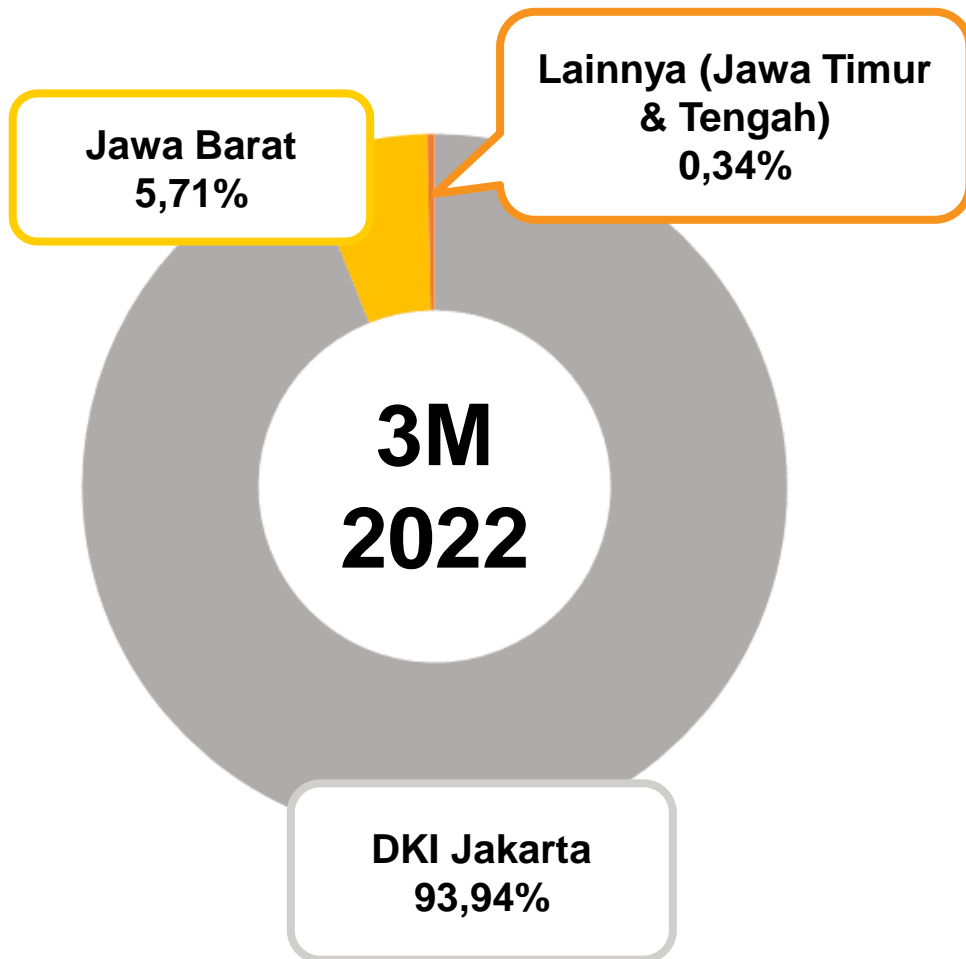 Lainnya (Jawa Timur
& Tengah)
0,34%
Jawa Barat
5,71%
3M
2022
DKI Jakarta
93,94%